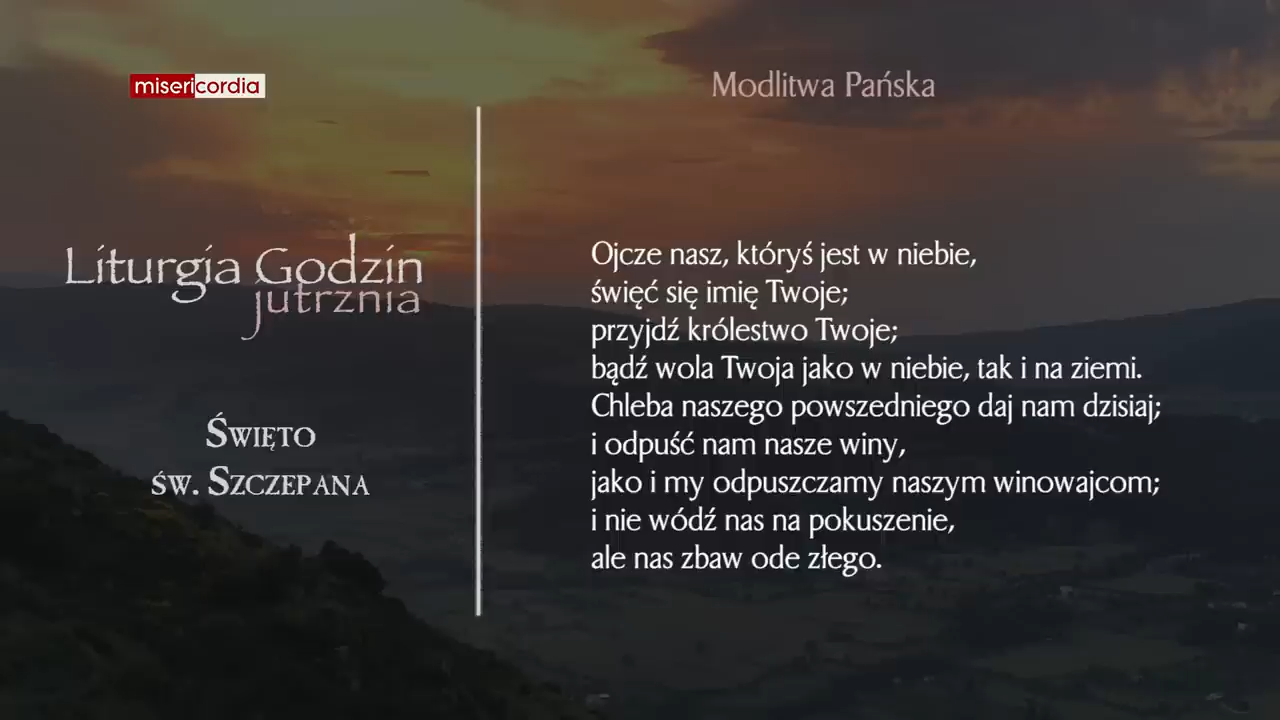 misericordia
Liturgia Godzin
jutrznia
Święto
św. Szczepana
Modlitwa Pańska
Ojcze nasz, któryś jest w niebie,
święć się imię Twoje;
przyjdź królestwo Twoje;
bądź wola Twoja jako w niebie, tak i na ziemi.
Chleba naszego powszedniego daj nam dzisiaj;
i odpuść nam nasze winy,
jako i my odpuszczamy naszym winowajcom;
i nie wódź nas na pokuszenie,
ale nas zbaw ode złego.